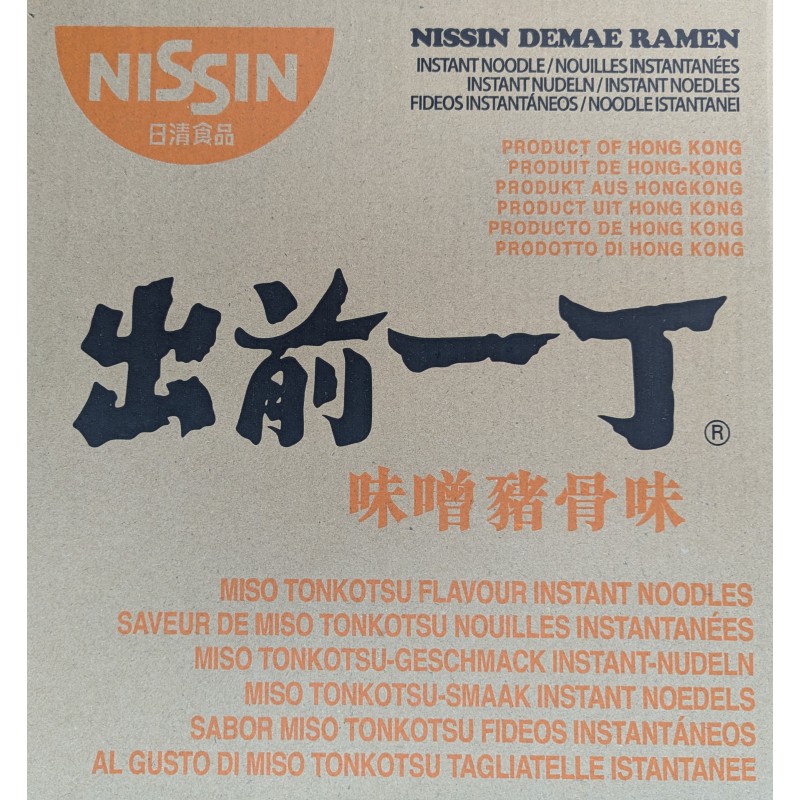 NISSIN
日清食品
NISSIN DEMAE RAMEN
INSTANT NOODLE / NOUILLES INSTANTANÉES
INSTANT NUDELN / INSTANT NOEDLES
FIDEOS INSTANTÁNEOS / NOODLE ISTANTANEI
PRODUCT OF HONG KONG
PRODUIT DE HONG-KONG
PRODUKT AUS HONGKONG
PRODUCT UIT HONG KONG
PRODUCTO DE HONG KONG
PRODOTTO DI HONG KONG
出前一丁®
味噌豬骨味
MISO TONKOTSU FLAVOUR INSTANT NOODLES
SAVEUR DE MISO TONKOTSU NOUILLES INSTANTANÉES
MISO TONKOTSU-GESCHMACK INSTANT-NUDELN
MISO TONKOTSU-SMAAK INSTANT NOEDELS
SABOR MISO TONKOTSU FIDEOS INSTANTÁNEOS
AL GUSTO DI MISO TONKOTSU TAGLIATELLE ISTANTANEE